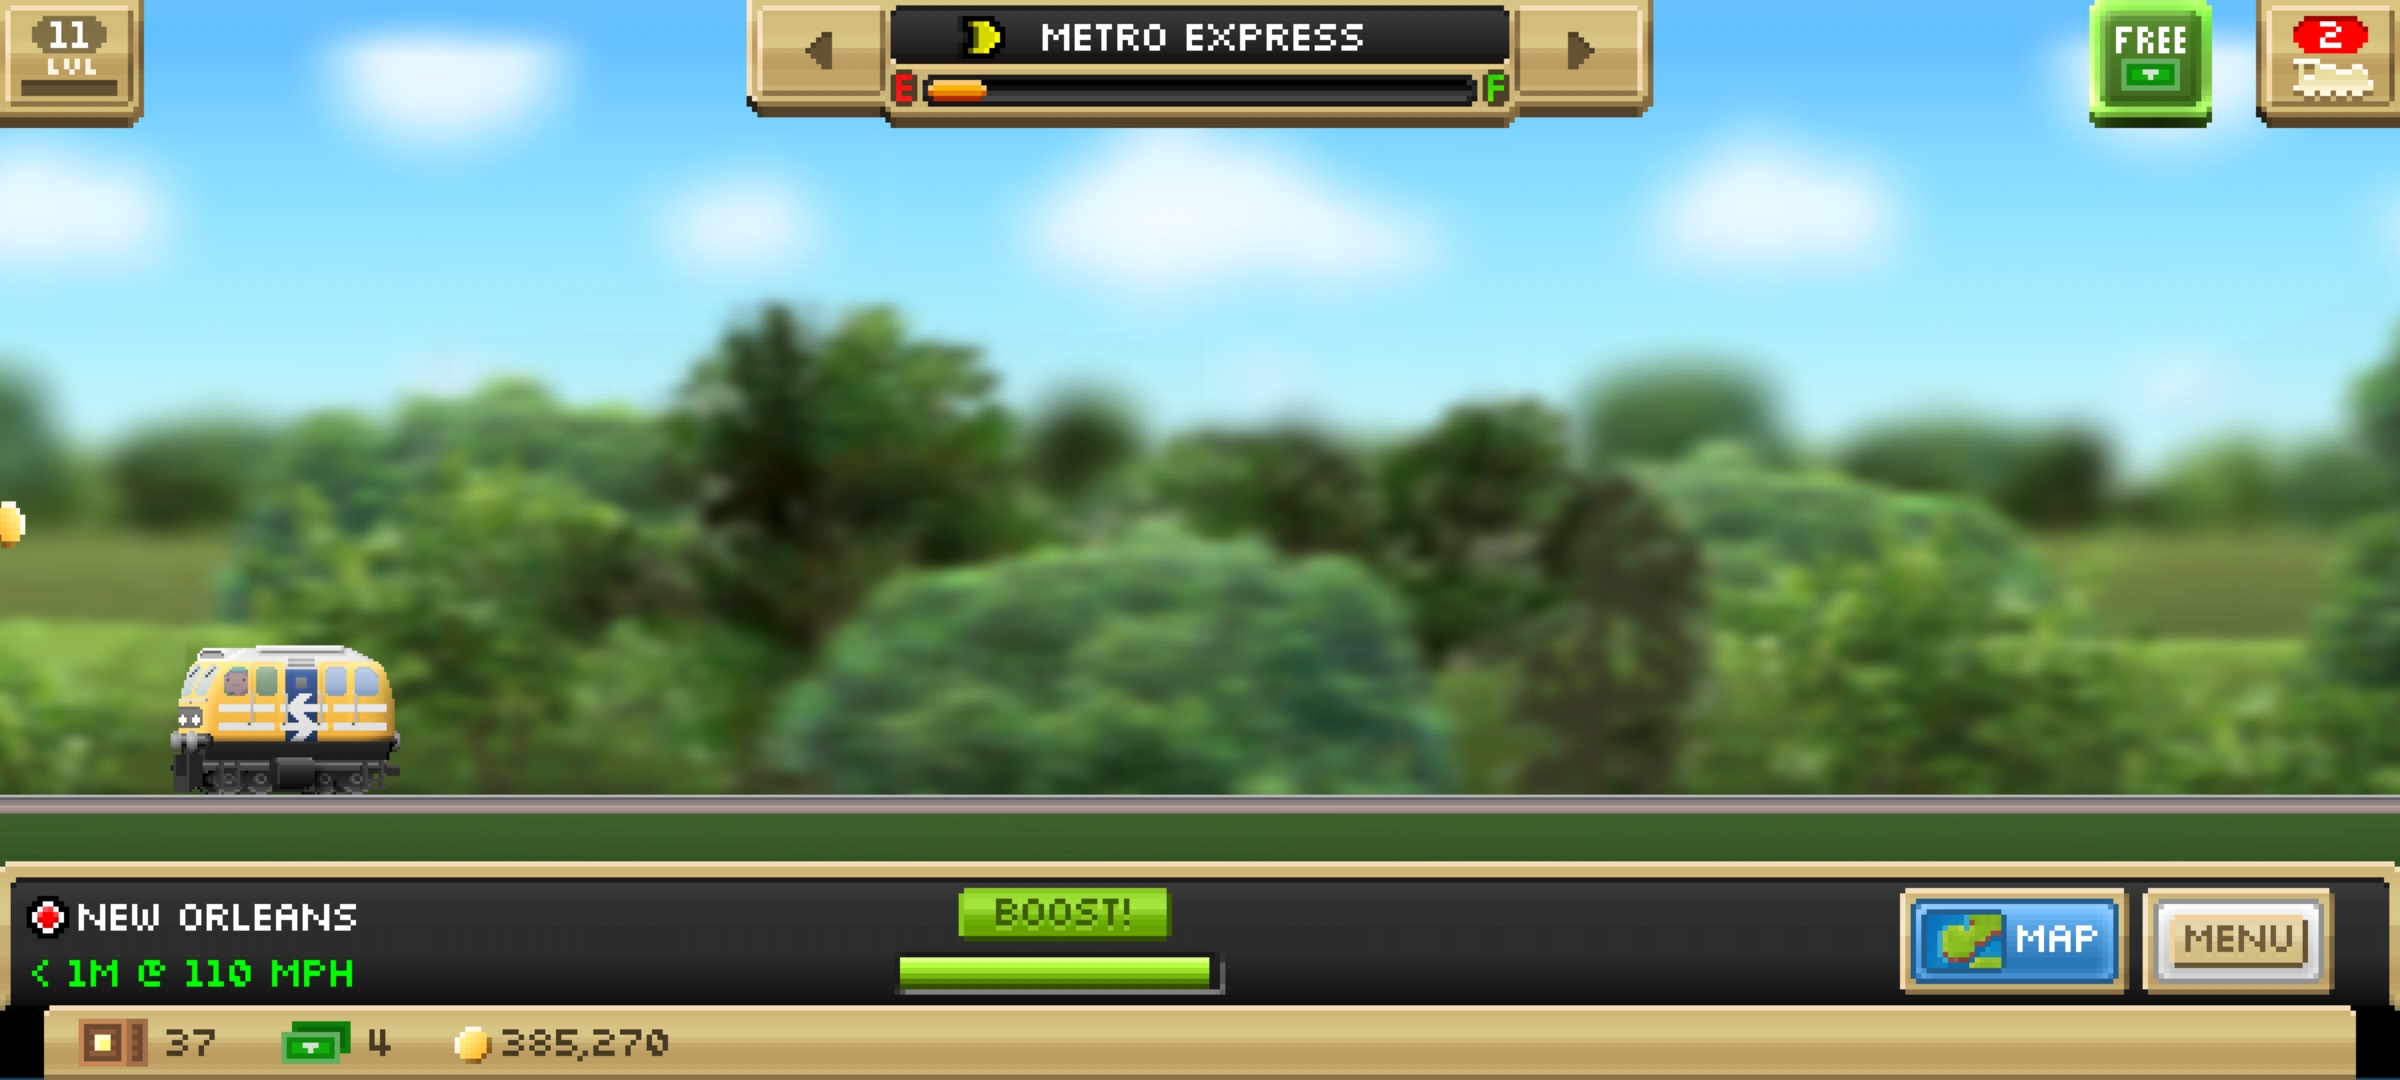 11
LVL
METRO EXPRESS
E F
FREE
2
NEW ORLEANS
< 1M @ 110 MPH
BOOST!
MAP
MENU
37
4
385,270